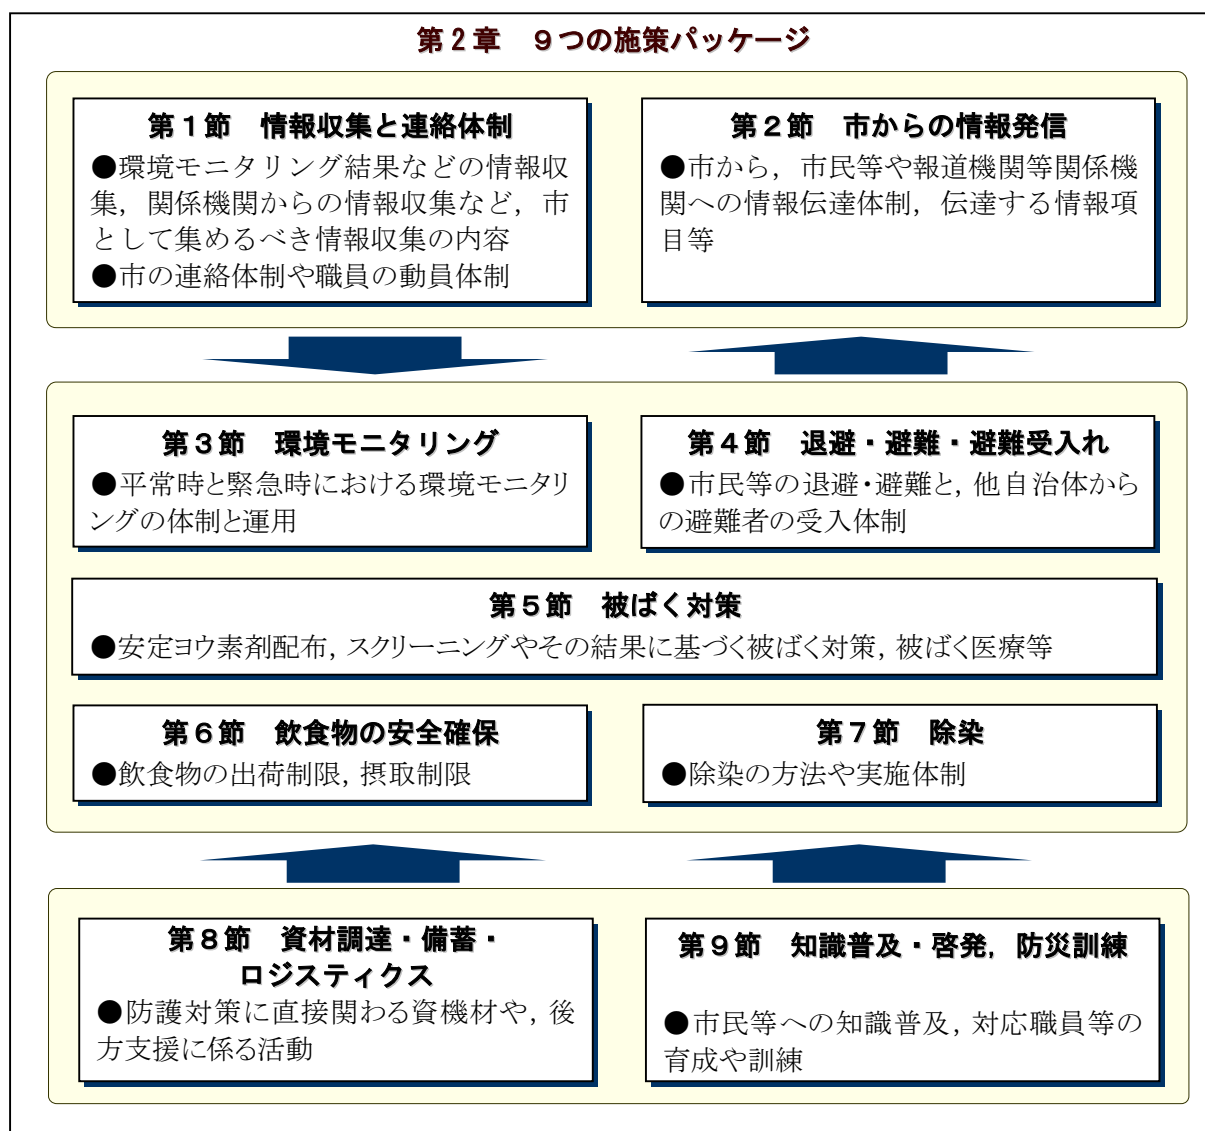 第２章　９つの施策パッケージ
第１節　情報収集と連絡体制
●環境モニタリング結果などの情報収
集，関係機関からの情報収集など，市
として集めるべき情報収集の内容
●市の連絡体制や職員の動員体制
第２節　市からの情報発信
●市から，市民等や報道機関等関係機
関への情報伝達体制，伝達する情報項
目等
第３節　環境モニタリング
●平常時と緊急時における環境モニタリ
ングの体制と運用
第４節　退避・避難・避難受入れ
●市民等の退避・避難と，他自治体から
の避難者の受入体制
第５節　被ばく対策
●安定ヨウ素剤配布，スクリーニングやその結果に基づく被ばく対策，被ばく医療等
第６節　飲食物の安全確保
●飲食物の出荷制限，摂取制限
第７節　除染
●除染の方法や実施体制
第８節　資材調達・備蓄・
ロジスティクス
●防護対策に直接関わる資機材や，後
方支援に係る活動
第９節　知識普及・啓発，防災訓練
●市民等への知識普及，対応職員等の
育成や訓練